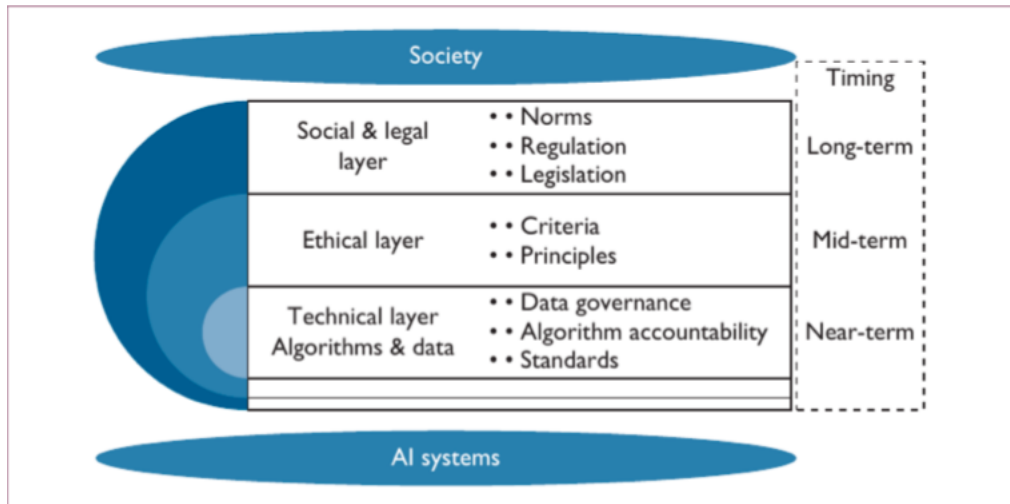 Society
Timing
Social & legal
layer
• • Norms
• • Regulation
• • Legislation
Long-term
Ethical layer
• • Criteria
• • Principles
Mid-term
Technical layer
Algorithms & data
• • Data governance
• • Algorithm accountability
• • Standards
Near-term
AI systems